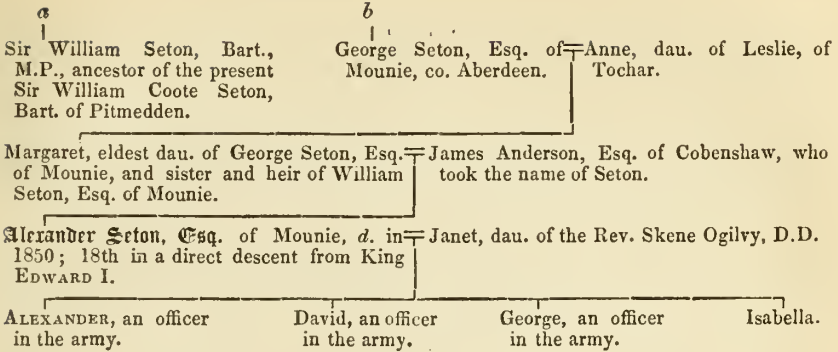 a
b
Sir William Seton, Bart.,
M.P., ancestor of the present
Sir William Coote Seton,
Bart. of Pitmedden.
George Seton, Esq. of
Mounie, co. Aberdeen.
Anne, dau. of Leslie, of
Tochar.
Margaret, eldest dau. of George Seton, Esq.
of Mounie, and sister and heir of William
Seton, Esq. of Mounie.
James Anderson, Esq. of Cobenshaw, who
took the name of Seton.
Alexander Seton, Esq. of Mounie, d. in
1850; 18th in a direct descent from King
EDWARD I.
Janet, dau. of the Rev. Skene Ogilvy, D.D.
ALEXANDER, an officer
in the army.
David, an officer
in the army.
George, an officer
in the army.
Isabella.